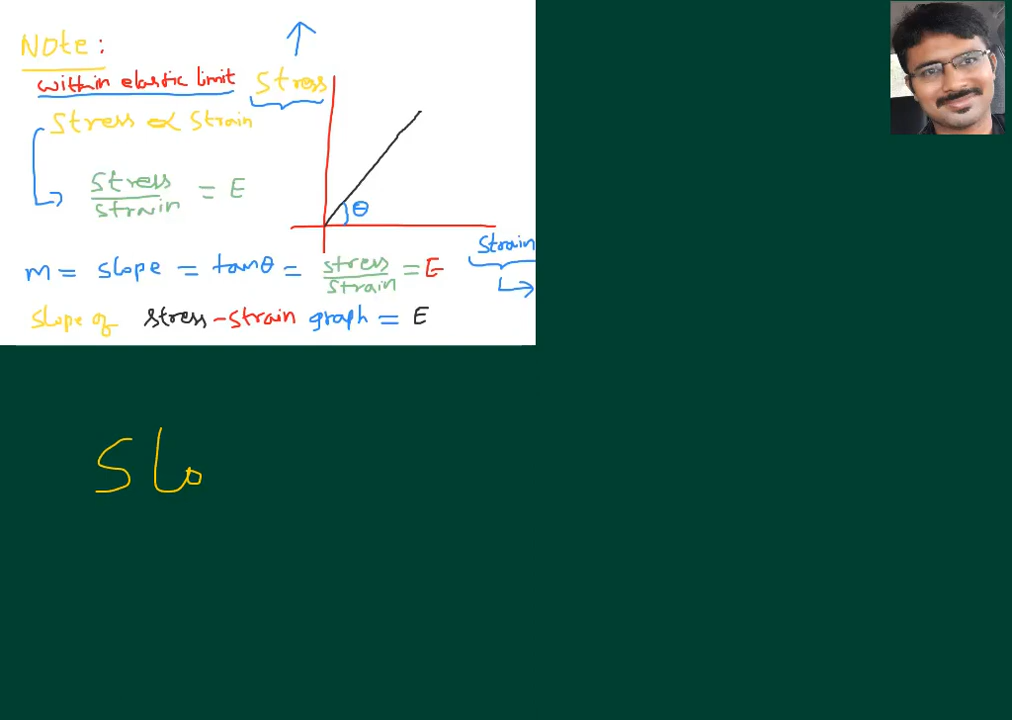 Note:
within elastic limit
Stress
Stress ∝ Strain
Stress
strain = E
θ
Strain
m = slope = tanθ = stress
strain = E
slope of stress-strain graph = E
Slo